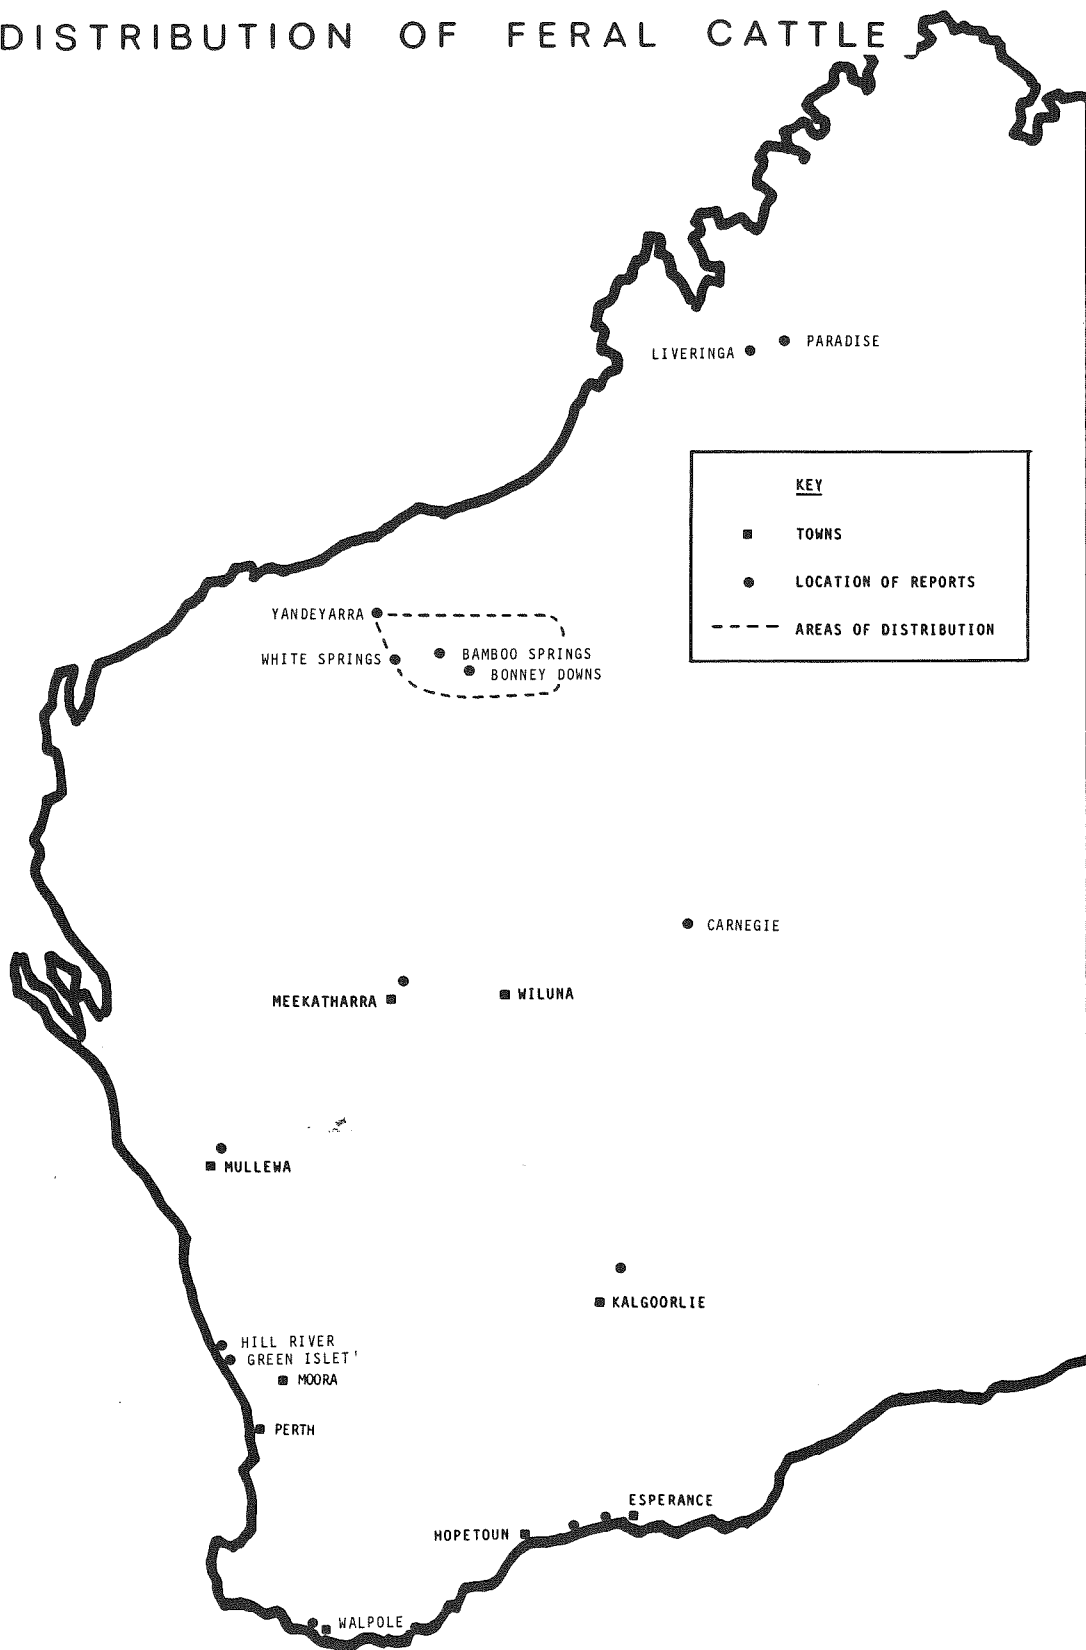 DISTRIBUTION OF FERAL CATTLE
LIVERINGA
PARADISE
KEY
TOWNS
LOCATION OF REPORTS
AREAS OF DISTRIBUTION
YANDEYARRA
WHITE SPRINGS
BAMBOO SPRINGS
BONNEY DOWNS
CARNEGIE
MEEKATHARRA
WILUNA
MULLEWA
KALGOORLIE
HILL RIVER
GREEN ISLET'
MOORA
PERTH
ESPERANCE
HOPETOUN
WALPOLE